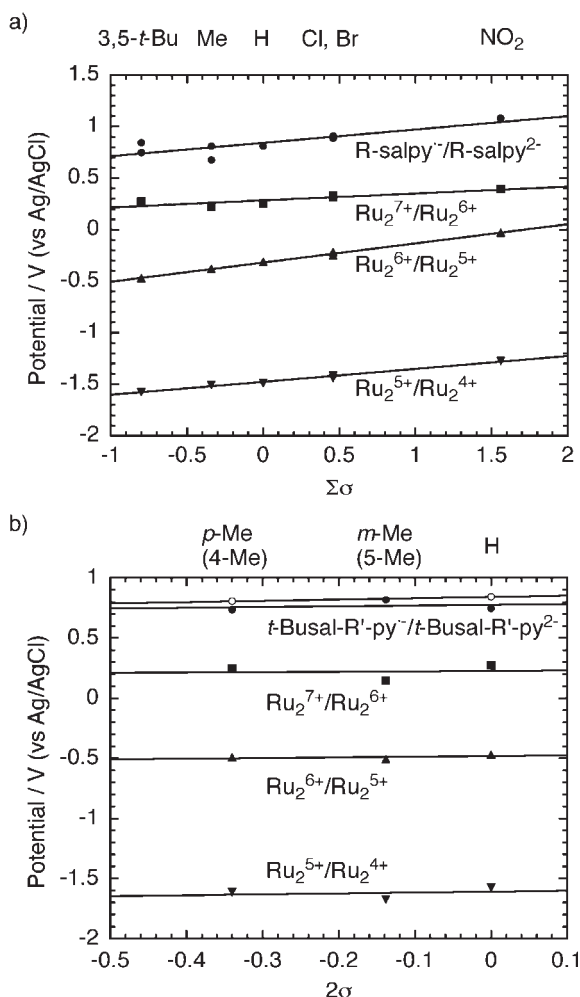 a)
3,5-t-Bu Me H Cl, Br NO₂
1.5
1
0.5
0
-0.5
-1
-1.5
-2
Potential / V (vs Ag/AgCl)
R-salpy·⁻/R-salpy²⁻
Ru₂⁷⁺/Ru₂⁶⁺
Ru₂⁶⁺/Ru₂⁵⁺
Ru₂⁵⁺/Ru₂⁴⁺
-1 -0.5 0 0.5 1 1.5 2
Σσ
b)
p-Me m-Me H
(4-Me) (5-Me)
1
0.5
0
-0.5
-1
-1.5
-2
Potential / V (vs Ag/AgCl)
t-Busal-R'-py·⁻/t-Busal-R'-py²⁻
Ru₂⁷⁺/Ru₂⁶⁺
Ru₂⁶⁺/Ru₂⁵⁺
Ru₂⁵⁺/Ru₂⁴⁺
-0.5 -0.4 -0.3 -0.2 -0.1 0 0.1
2σ